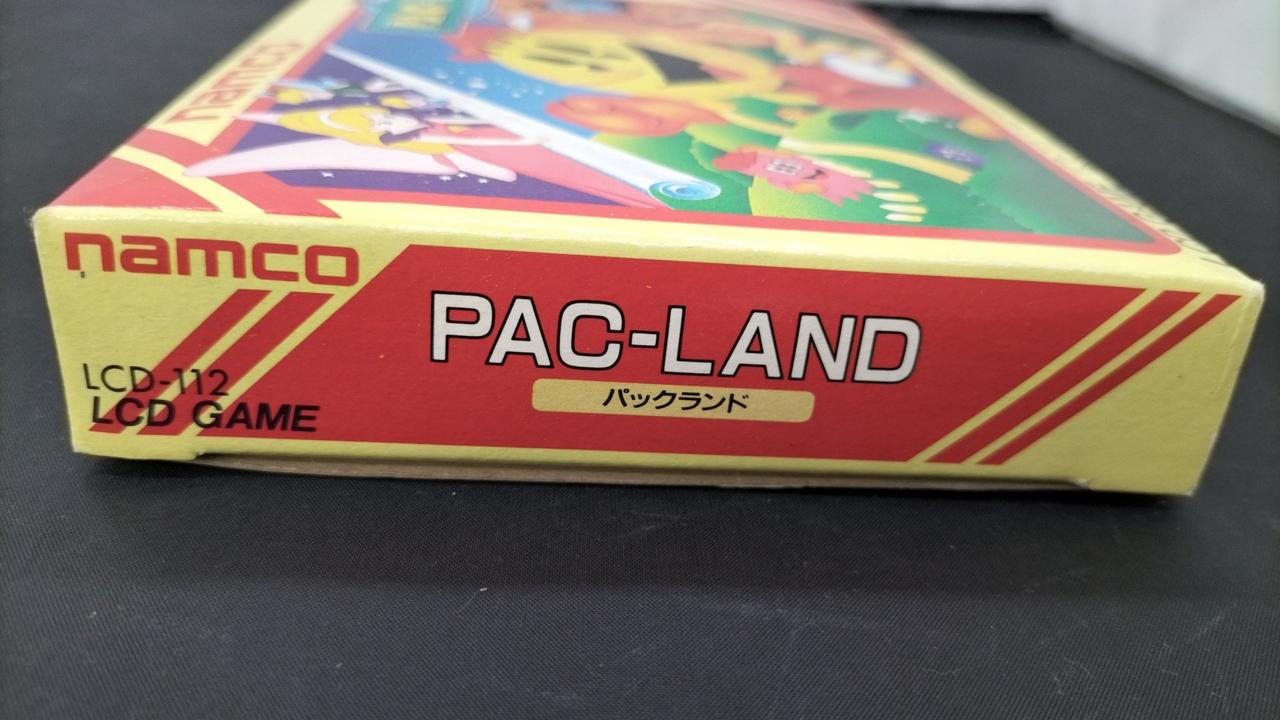 namco
namco
PAC-LAND
パックランド
LCD-112
LCD GAME